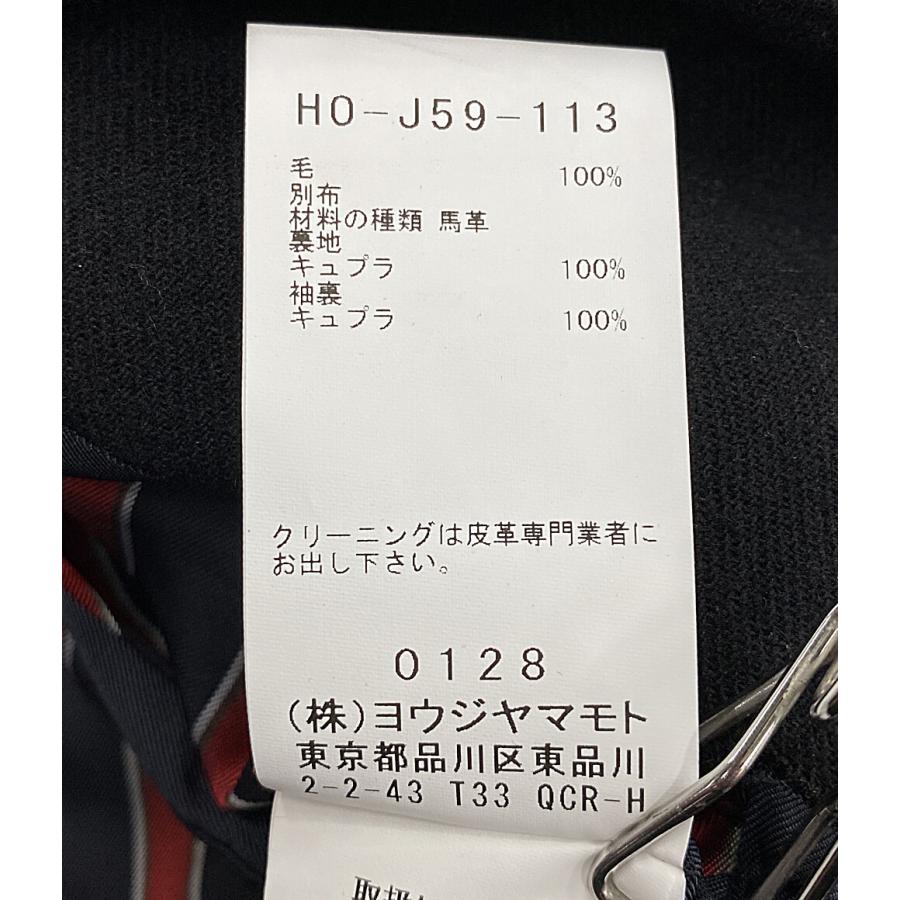 HO-J59-113
毛 100%
別布
材料の種類 馬革
裏地
キュプラ 100%
袖裏
キュプラ 100%
クリーニングは皮革専門業者に
お出し下さい。
0128
(株)ヨウジヤマモト
東京都品川区東品川
2-2-43 T33 QCR-H
取扱